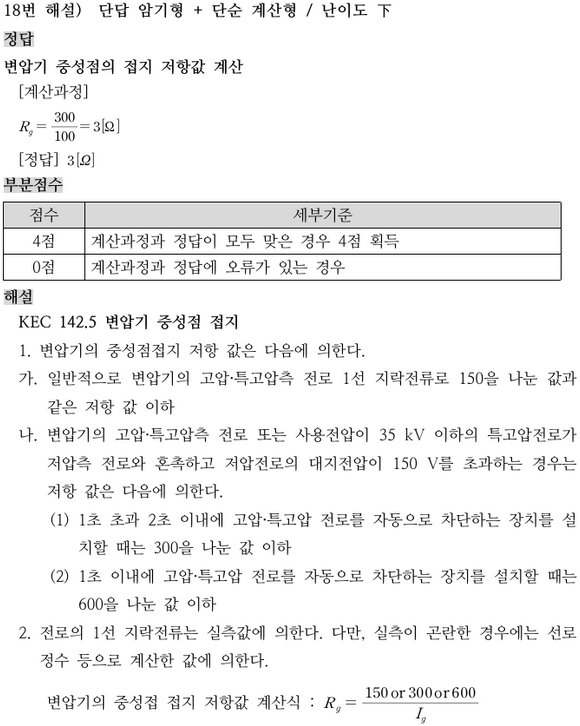 18번 해설) 단답 암기형 + 단순 계산형 / 난이도 下
정답
변압기 중성점의 접지 저항값 계산
[계산과정]
R_g = 300/100 = 3[Ω]
[정답] 3[Ω]
부분점수
점수 세부기준
4점 계산과정과 정답이 모두 맞은 경우 4점 획득
0점 계산과정과 정답에 오류가 있는 경우
해설
KEC 142.5 변압기 중성점 접지
1. 변압기의 중성점접지 저항 값은 다음에 의한다.
가. 일반적으로 변압기의 고압·특고압측 전로 1선 지락전류로 150을 나눈 값과
같은 저항 값 이하
나. 변압기의 고압·특고압측 전로 또는 사용전압이 35 kV 이하의 특고압전로가
저압측 전로와 혼촉하고 저압전로의 대지전압이 150 V를 초과하는 경우는
저항 값은 다음에 의한다.
(1) 1초 초과 2초 이내에 고압·특고압 전로를 자동으로 차단하는 장치를 설
치할 때는 300을 나눈 값 이하
(2) 1초 이내에 고압·특고압 전로를 자동으로 차단하는 장치를 설치할 때는
600을 나눈 값 이하
2. 전로의 1선 지락전류는 실측값에 의한다. 다만, 실측이 곤란한 경우에는 선로
정수 등으로 계산한 값에 의한다.
변압기의 중성접 접지 저항값 계산식 : R_g = 150 or 300 or 600/I_g